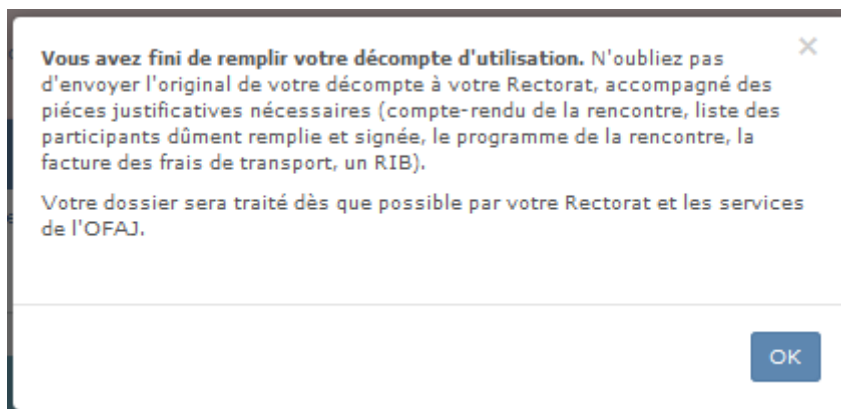 Vous avez fini de remplir votre décompte d'utilisation. N'oubliez pas
d'envoyer l'original de votre décompte à votre Rectorat, accompagné des
piéces justificatives nécessaires (compte-rendu de la rencontre, liste des
participants dûment remplie et signée, le programme de la rencontre, la
facture des frais de transport, un RIB).
Votre dossier sera traité dès que possible par votre Rectorat et les services
de l'OFAJ.
OK